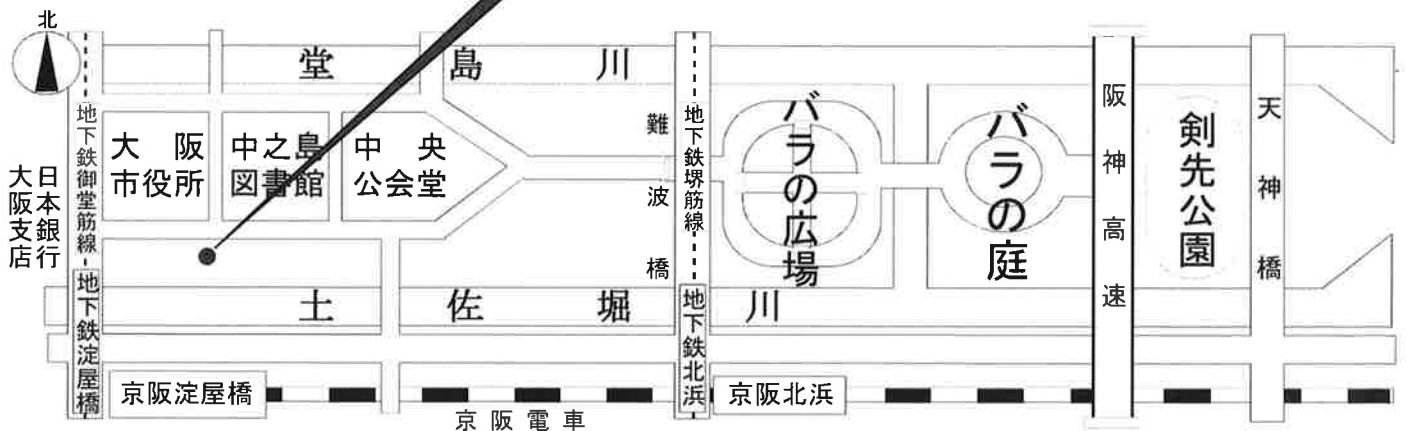 北
堂島川
地下鉄御堂筋線
大阪
市役所
中之島
図書館
中央
公会堂
日本銀行
大阪支店
難波橋
地下鉄堺筋線
バラの広場
バラの庭
阪神高速
剣先公園
天神橋
土佐堀川
地下鉄淀屋橋
地下鉄北浜
京阪淀屋橋
京阪北浜
京阪電車